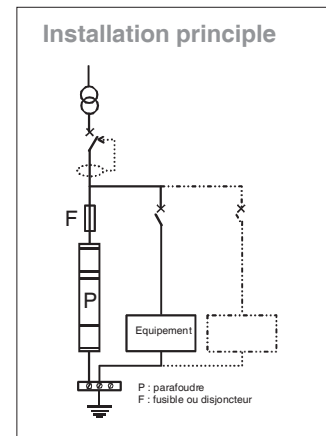 Installation principle
F
P
Equipement
P : parafoudre
F : fusible ou disjoncteur